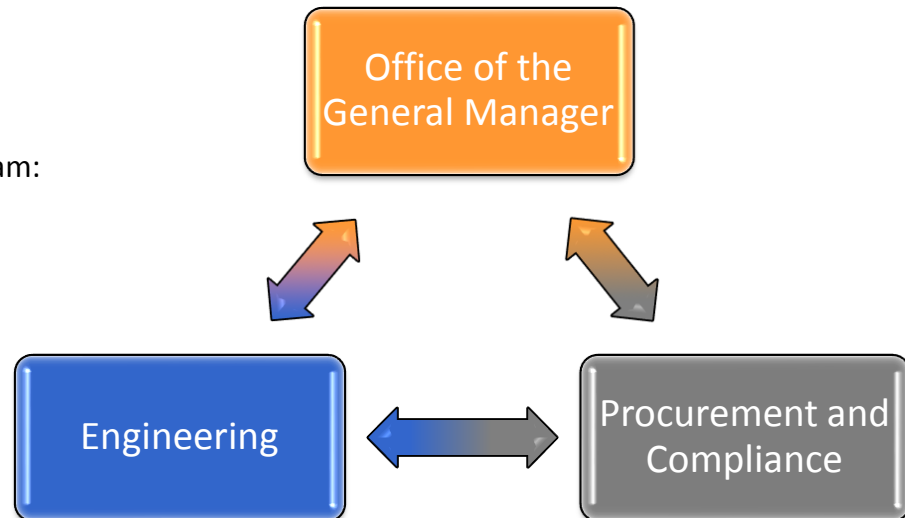 Office of the
General Manager
am:
Engineering
Procurement and
Compliance